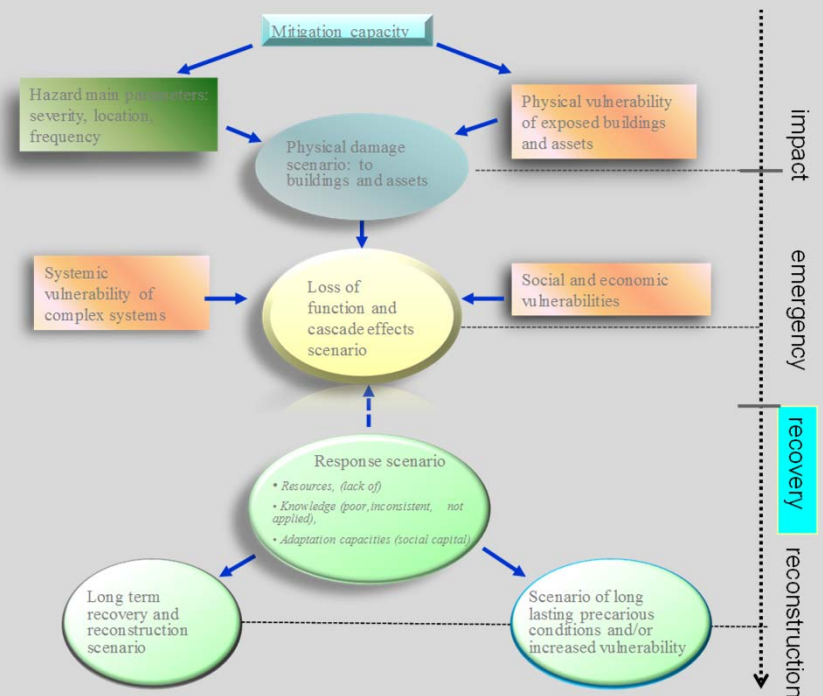 Mitigation capacity
Hazard main parameters:
severity, location,
frequency
Physical vulnerability
of exposed buildings
and assets
Physical damage
scenario: to
buildings and assets
impact
Systemic
vulnerability of
complex systems
Loss of
function and
cascade effects
scenario
Social and economic
vulnerabilities
emergency
Response scenario
• Resources, (lack of)
• Knowledge (poor,inconsistent, not
applied),
• Adaptation capacities (social capital)
recovery
Long term
recovery and
reconstruction
scenario
Scenario of long
lasting precarious
conditions and/or
increased vulnerability
reconstruction